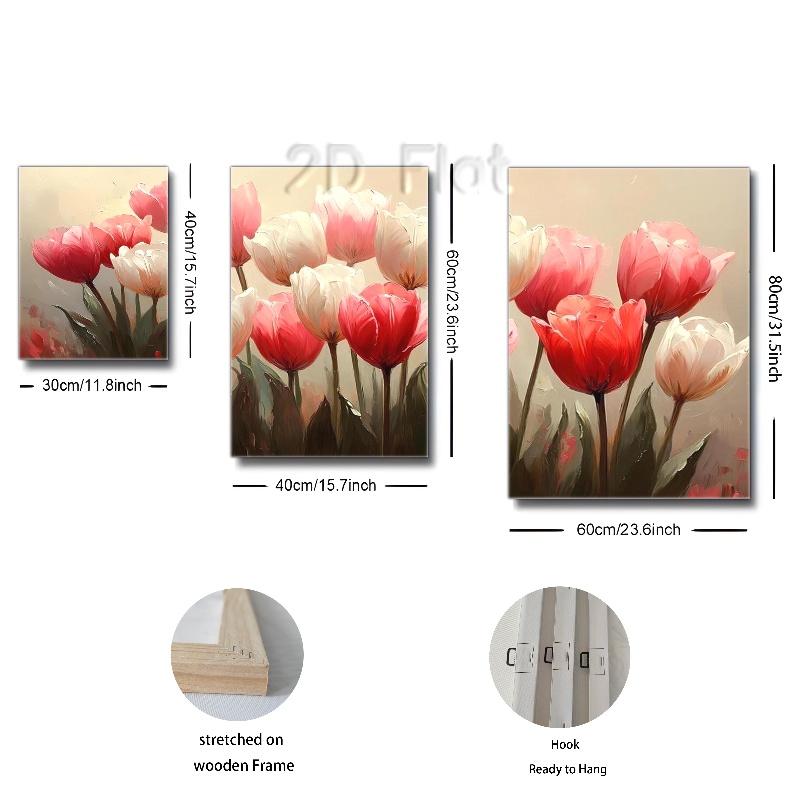 2D Flat
40cm/15.7inch
30cm/11.8inch
60cm/23.6inch
40cm/15.7inch
80cm/31.5inch
60cm/23.6inch
stretched on
wooden Frame
Hook
Ready to Hang